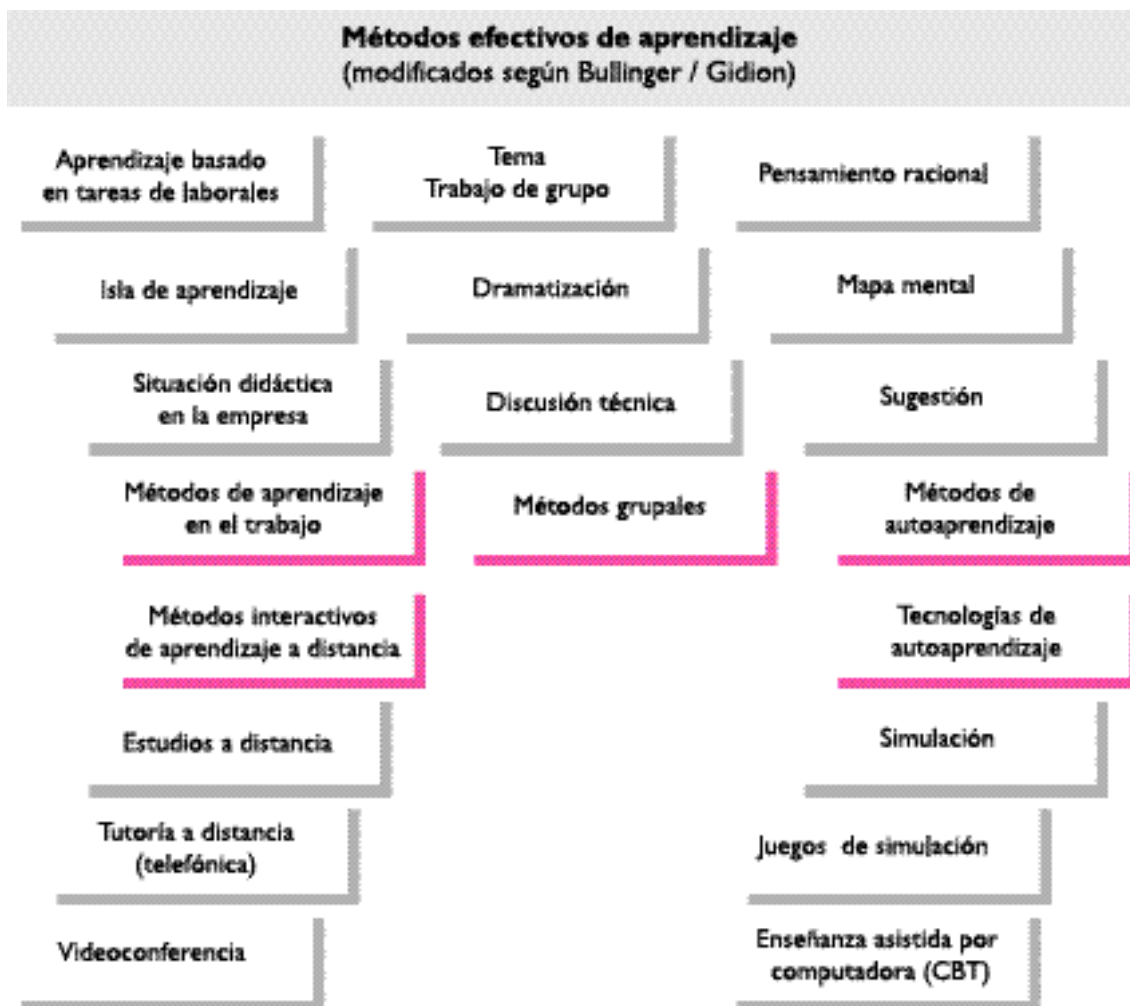 Métodos efectivos de aprendizaje
(modificados según Bullinger / Gidion)
Aprendizaje basado
en tareas de laborales
Tema
Trabajo de grupo
Pensamiento racional
Isla de aprendizaje
Dramatización
Mapa mental
Situación didáctica
en la empresa
Discusión técnica
Sugestión
Métodos de aprendizaje
en el trabajo
Métodos grupales
Métodos de
autoaprendizaje
Métodos interactivos
de aprendizaje a distancia
Tecnologías de
autoaprendizaje
Estudios a distancia
Simulación
Tutoría a distancia
(telefónica)
Juegos de simulación
Videoconferencia
Enseñanza asistida por
computadora (CBT)